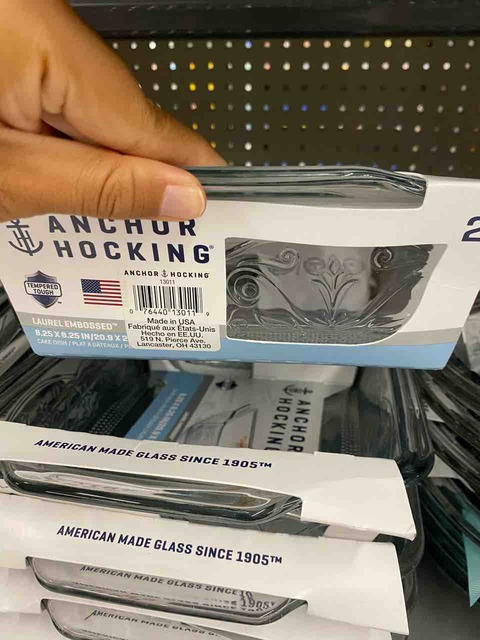 ANCHOR
HOCKING®
2
ANCHOR HOCKING®
13011
TEMPERED
TOUGH
0 76440 13011 9
Made in USA
Fabriqué aux États-Unis
Hecho en EE.UU.
519 N. Pierce Ave.
Lancaster, OH 43130
LAUREL EMBOSSED™
8.25 X 8.25 IN/20.9 X 2
CAKE DISH / PLAT À GÂTEAUX / P
ANCHOR
HOCKING
AMERICAN MADE GLASS SINCE 1905™
AMERICAN MADE GLASS SINCE 1905™
AMERICAN MADE GLASS SINCE
1905™
AMERICAN MADE GLASS